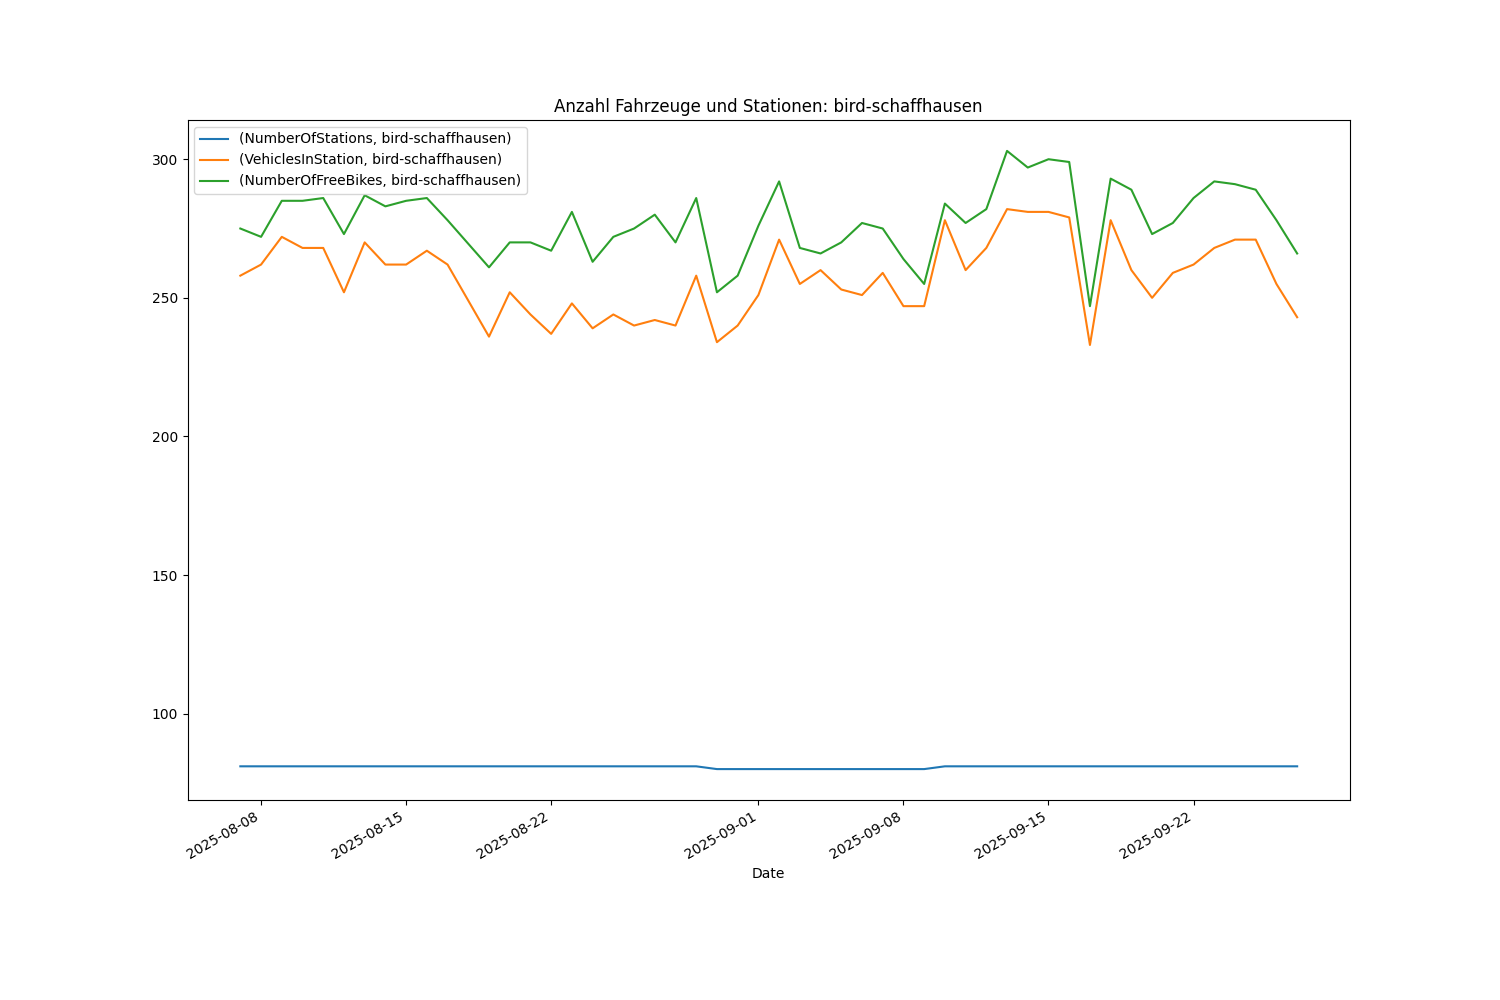 Anzahl Fahrzeuge und Stationen: bird-schaffhausen
(NumberOfStations, bird-schaffhausen)
(VehiclesInStation, bird-schaffhausen)
(NumberOfFreeBikes, bird-schaffhausen)
300
250
200
150
100
2025-08-08
2025-08-15
2025-08-22
2025-09-01
2025-09-08
2025-09-15
2025-09-22
Date